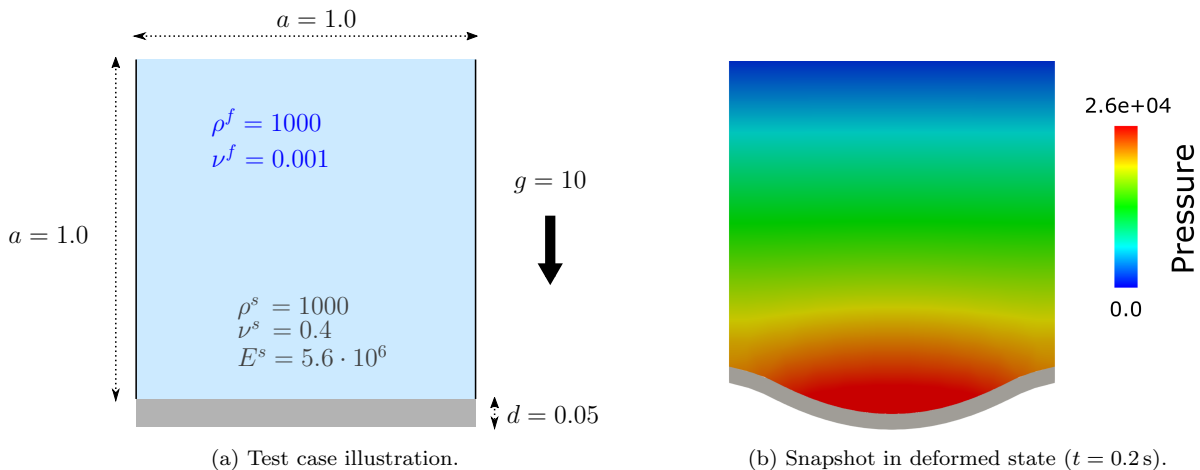 a = 1.0
ρ^f = 1000
ν^f = 0.001
g = 10
a = 1.0
ρ^s = 1000
ν^s = 0.4
E^s = 5.6 · 10^6
d = 0.05
(a) Test case illustration.
2.6e+04
Pressure
0.0
(b) Snapshot in deformed state (t = 0.2 s).